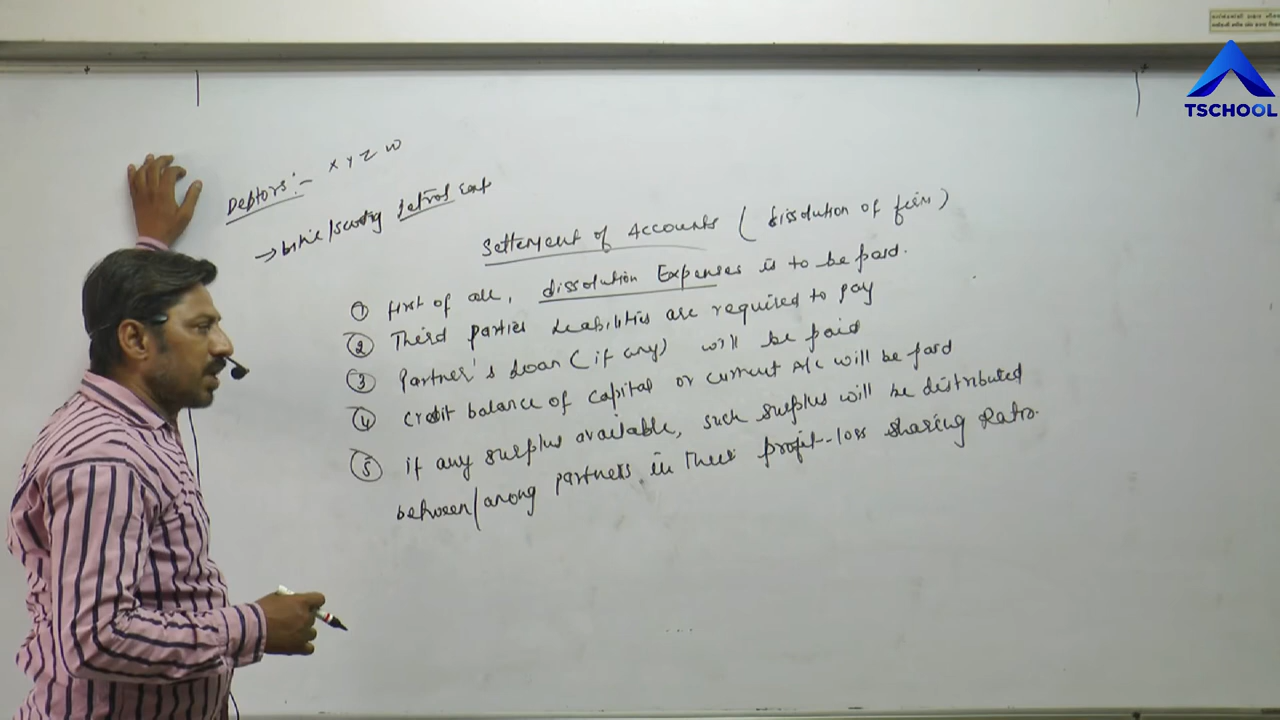 TSCHOOL
Debtors:- X Y Z W
Settlement of Accounts (dissolution of firm)
① first of all, dissolution Expenses is to be paid.
② Third parties liabilities are required to pay
③ Partner's Loan (if any) will be paid
④ credit balance of capital or current A/c will be paid
⑤ if any surplus available, such surplus will be distributed
between/among partners in their profit-loss sharing Ratio.